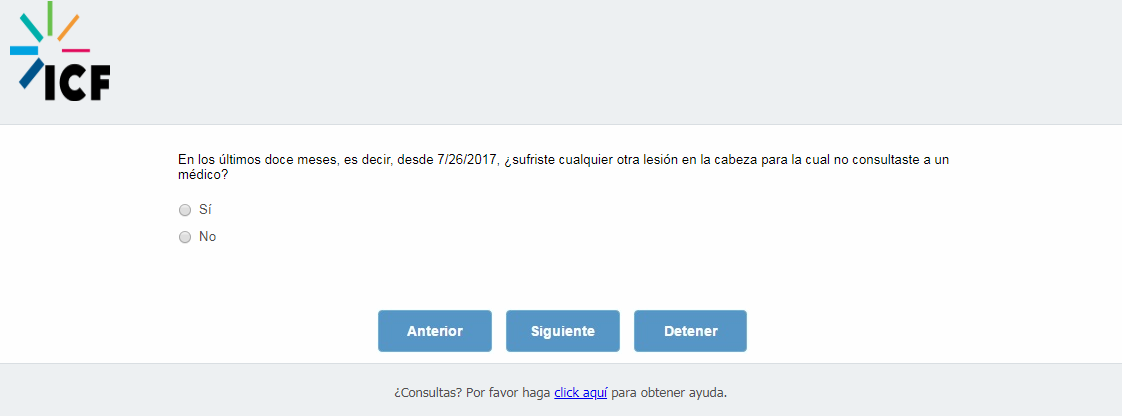 ICF
En los últimos doce meses, es decir, desde 7/26/2017, ¿sufriste cualquier otra lesión en la cabeza para la cual no consultaste a un
médico?
Sí
No
Anterior Siguiente Detener
¿Consultas? Por favor haga click aquí para obtener ayuda.